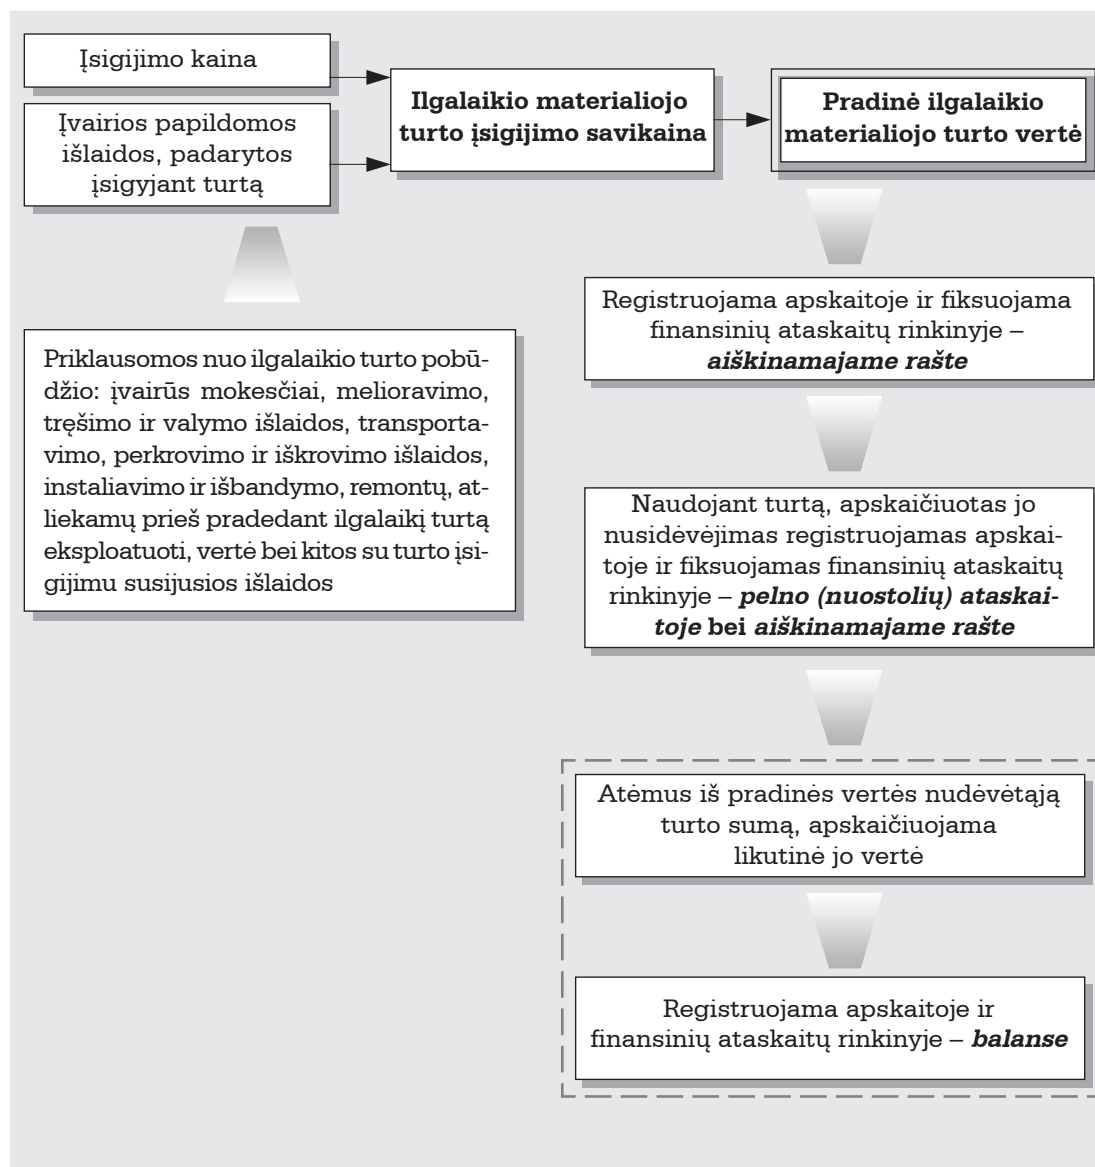 Įsigijimo kaina
Įvairios papildomos
išlaidos, padarytos
įsigyjant turtą
Ilgalaikio materialiojo
turto įsigijimo savikaina
Pradinė ilgalaikio
materialiojo turto vertė
Priklausomos nuo ilgalaikio turto pobū-
džio: įvairūs mokesčiai, melioravimo,
tręšimo ir valymo išlaidos, transporta-
vimo, perkrovimo ir iškrovimo išlaidos,
instaliavimo ir išbandymo, remontų, at-
liekamų prieš pradedant ilgalaikį turtą
eksploatuoti, vertė bei kitos su turto įsi-
gijimu susijusios išlaidos
Registruojama apskaitoje ir fiksuojama
finansinių ataskaitų rinkinyje –
aiškinamajame rašte
Naudojant turtą, apskaičiuotas jo
nusidėvėjimas registruojamas apskai-
toje ir fiksuojamas finansinių ataskaitų
rinkinyje – pelno (nuostolių) ataskai-
toje bei aiškinamajame rašte
Atėmus iš pradinės vertės nudėvėtąją
turto sumą, apskaičiuojama
likutinė jo vertė
Registruojama apskaitoje ir
finansinių ataskaitų rinkinyje – balanse